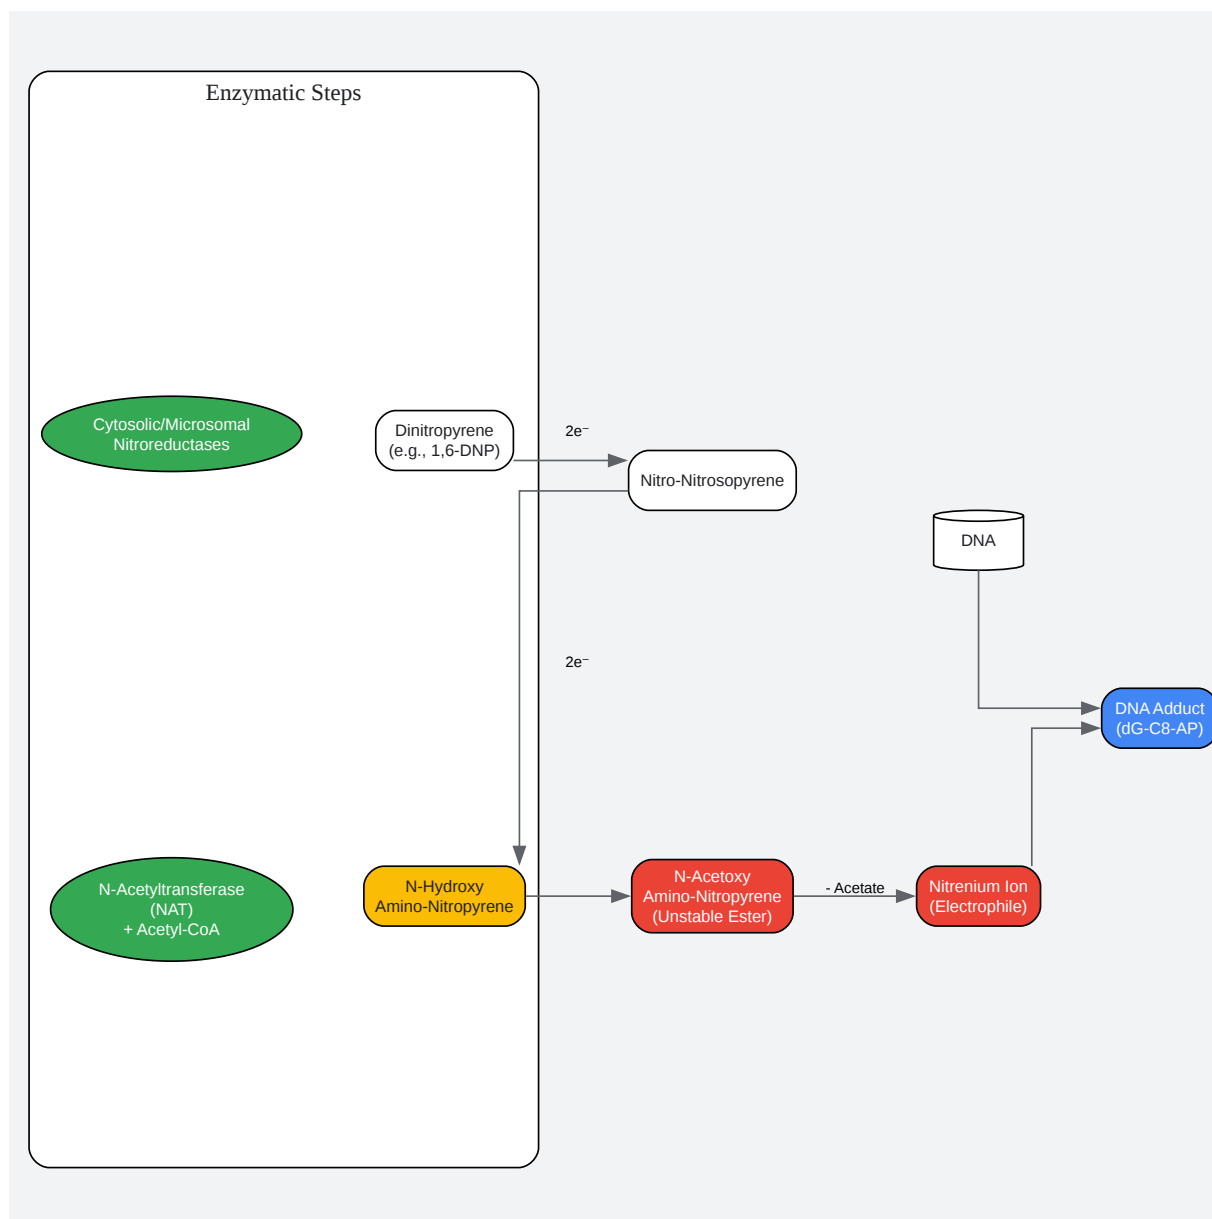 Enzymatic Steps
Cytosolic/Microsomal
Nitroreductases
Dinitropyrene
(e.g., 1,6-DNP)
2e⁻
Nitro-Nitrosopyrene
DNA
2e⁻
DNA Adduct
(dG-C8-AP)
N-Acetyltransferase
(NAT)
+ Acetyl-CoA
N-Hydroxy
Amino-Nitropyrene
N-Acetoxy
Amino-Nitropyrene
(Unstable Ester)
- Acetate
Nitrenium Ion
(Electrophile)